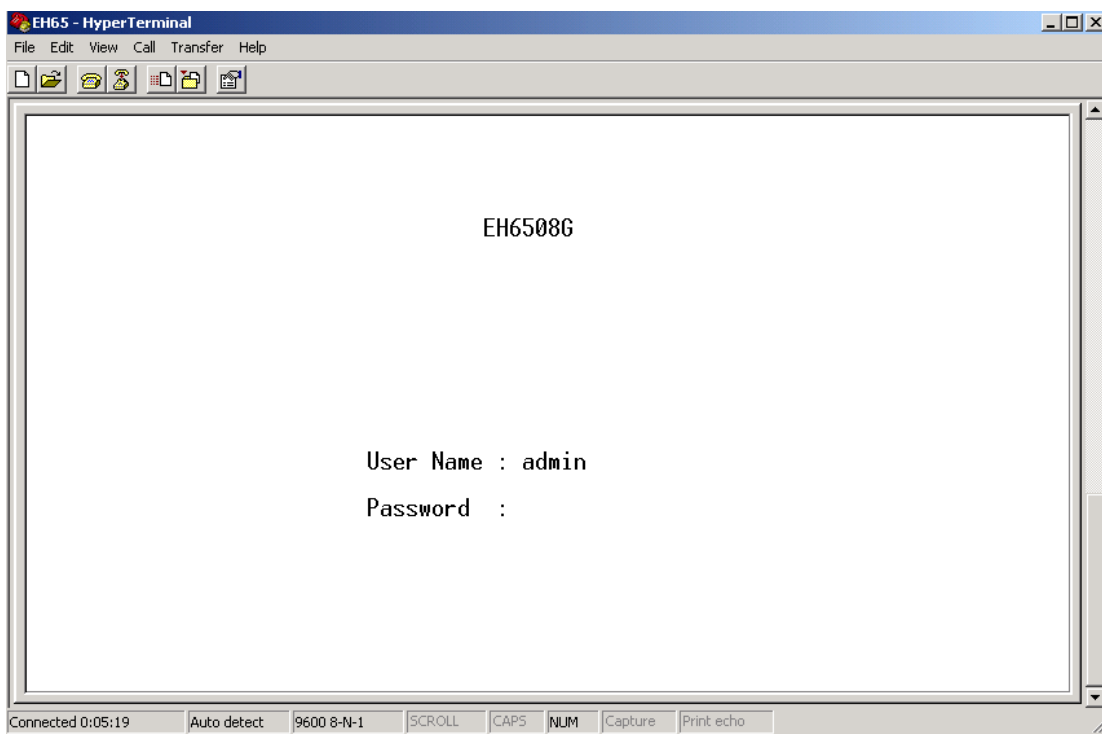 EH65 - HyperTerminal
File Edit View Call Transfer Help
EH6508G
User Name : admin
Password :
Connected 0:05:19 Auto detect 9600 8-N-1 SCROLL CAPS NUM Capture Print echo